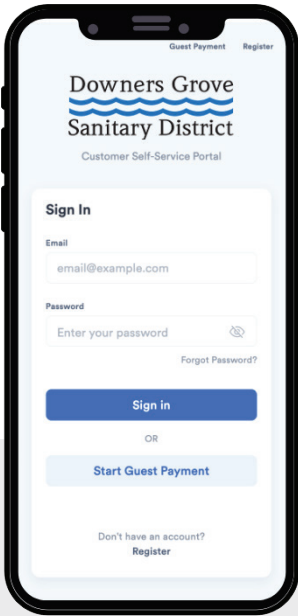 Guest Payment Register
Downers Grove
Sanitary District
Customer Self-Service Portal
Sign In
Email
email@example.com
Password
Enter your password
Forgot Password?
Sign in
OR
Start Guest Payment
Don't have an account?
Register